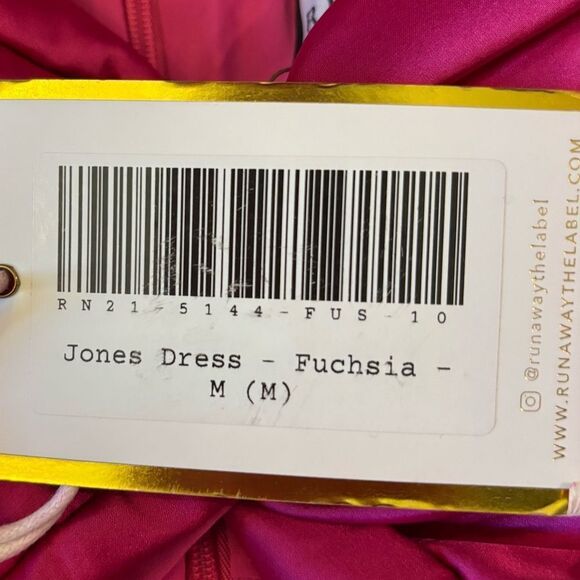 RN21-5144-FUS-10
Jones Dress - Fuchsia -
M (M)
@runawaythelabel
WWW.RUNAWAYTHELABEL.COM